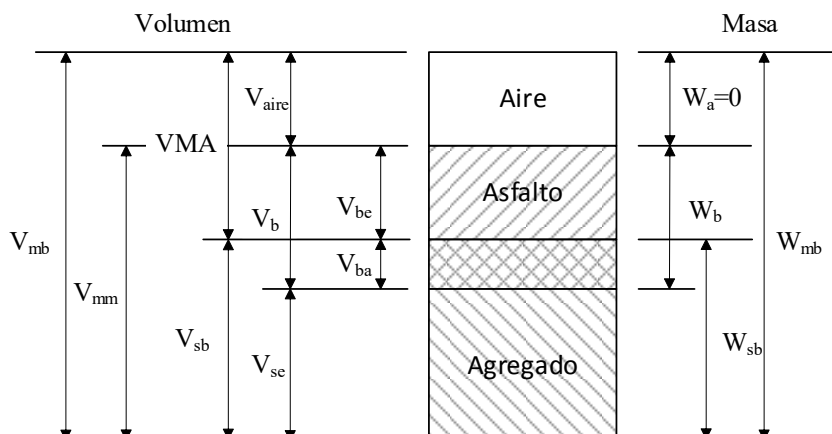 Volumen
Masa
V_aire
Aire
W_a=0
VMA
Asfalto
V_b
V_be
W_b
V_mb
V_ba
W_mb
V_mm
V_sb
V_se
Agregado
W_sb